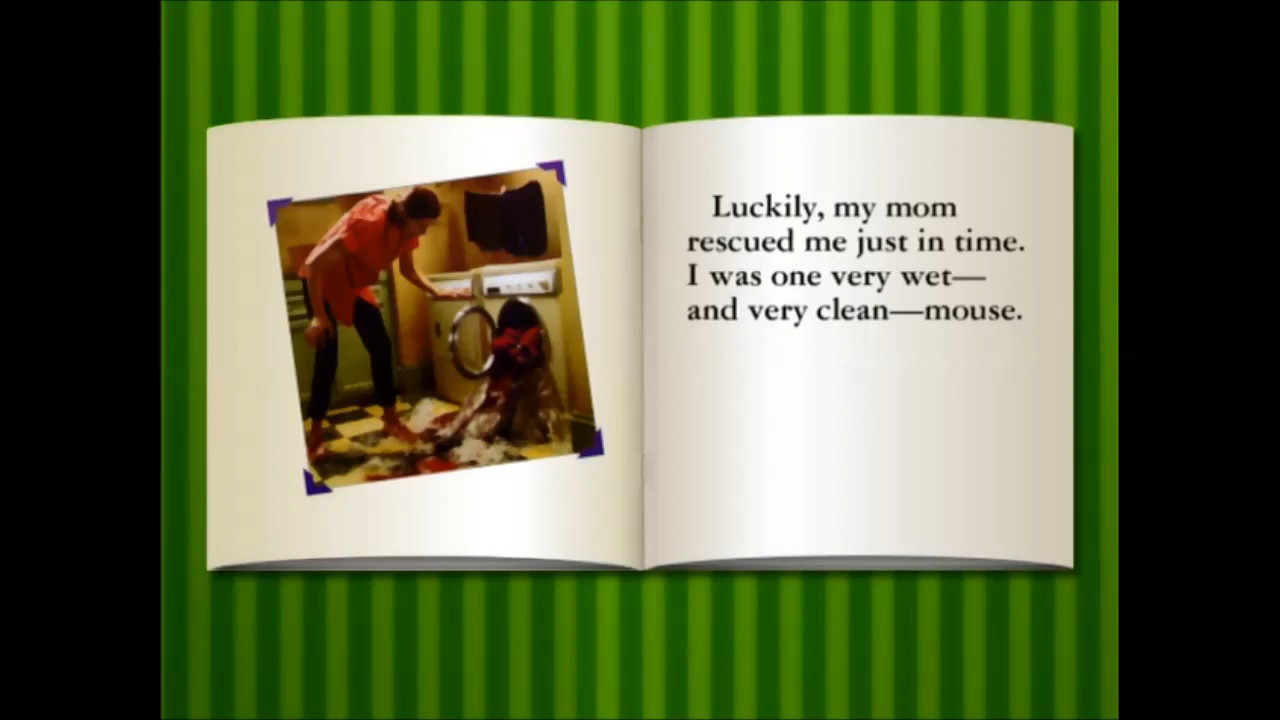 Luckily, my mom
rescued me just in time.
I was one very wet—
and very clean—mouse.